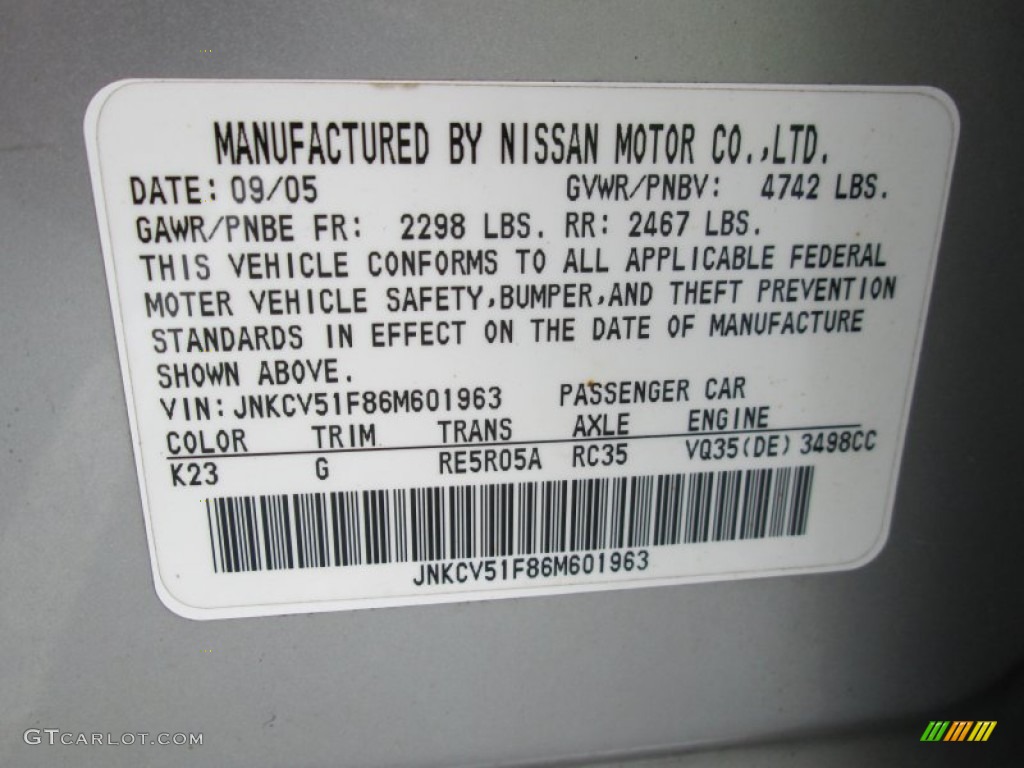 MANUFACTURED BY NISSAN MOTOR CO.,LTD.
DATE: 09/05 GVWR/PNBV: 4742 LBS.
GAWR/PNBE FR: 2298 LBS. RR: 2467 LBS.
THIS VEHICLE CONFORMS TO ALL APPLICABLE FEDERAL
MOTER VEHICLE SAFETY,BUMPER,AND THEFT PREVENTION
STANDARDS IN EFFECT ON THE DATE OF MANUFACTURE
SHOWN ABOVE.
VIN: JNKCV51F86M601963 PASSENGER CAR
COLOR TRIM TRANS AXLE ENGINE
K23 G RE5R05A RC35 VQ35(DE) 3498CC
JNKCV51F86M601963
GTCARLOT.COM